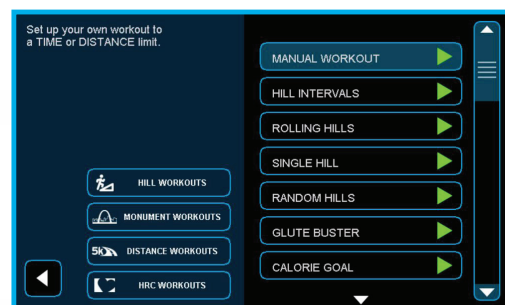 Set up your own workout to
a TIME or DISTANCE limit.
HILL WORKOUTS
MONUMENT WORKOUTS
5K DISTANCE WORKOUTS
HRC WORKOUTS
MANUAL WORKOUT
HILL INTERVALS
ROLLING HILLS
SINGLE HILL
RANDOM HILLS
GLUTE BUSTER
CALORIE GOAL